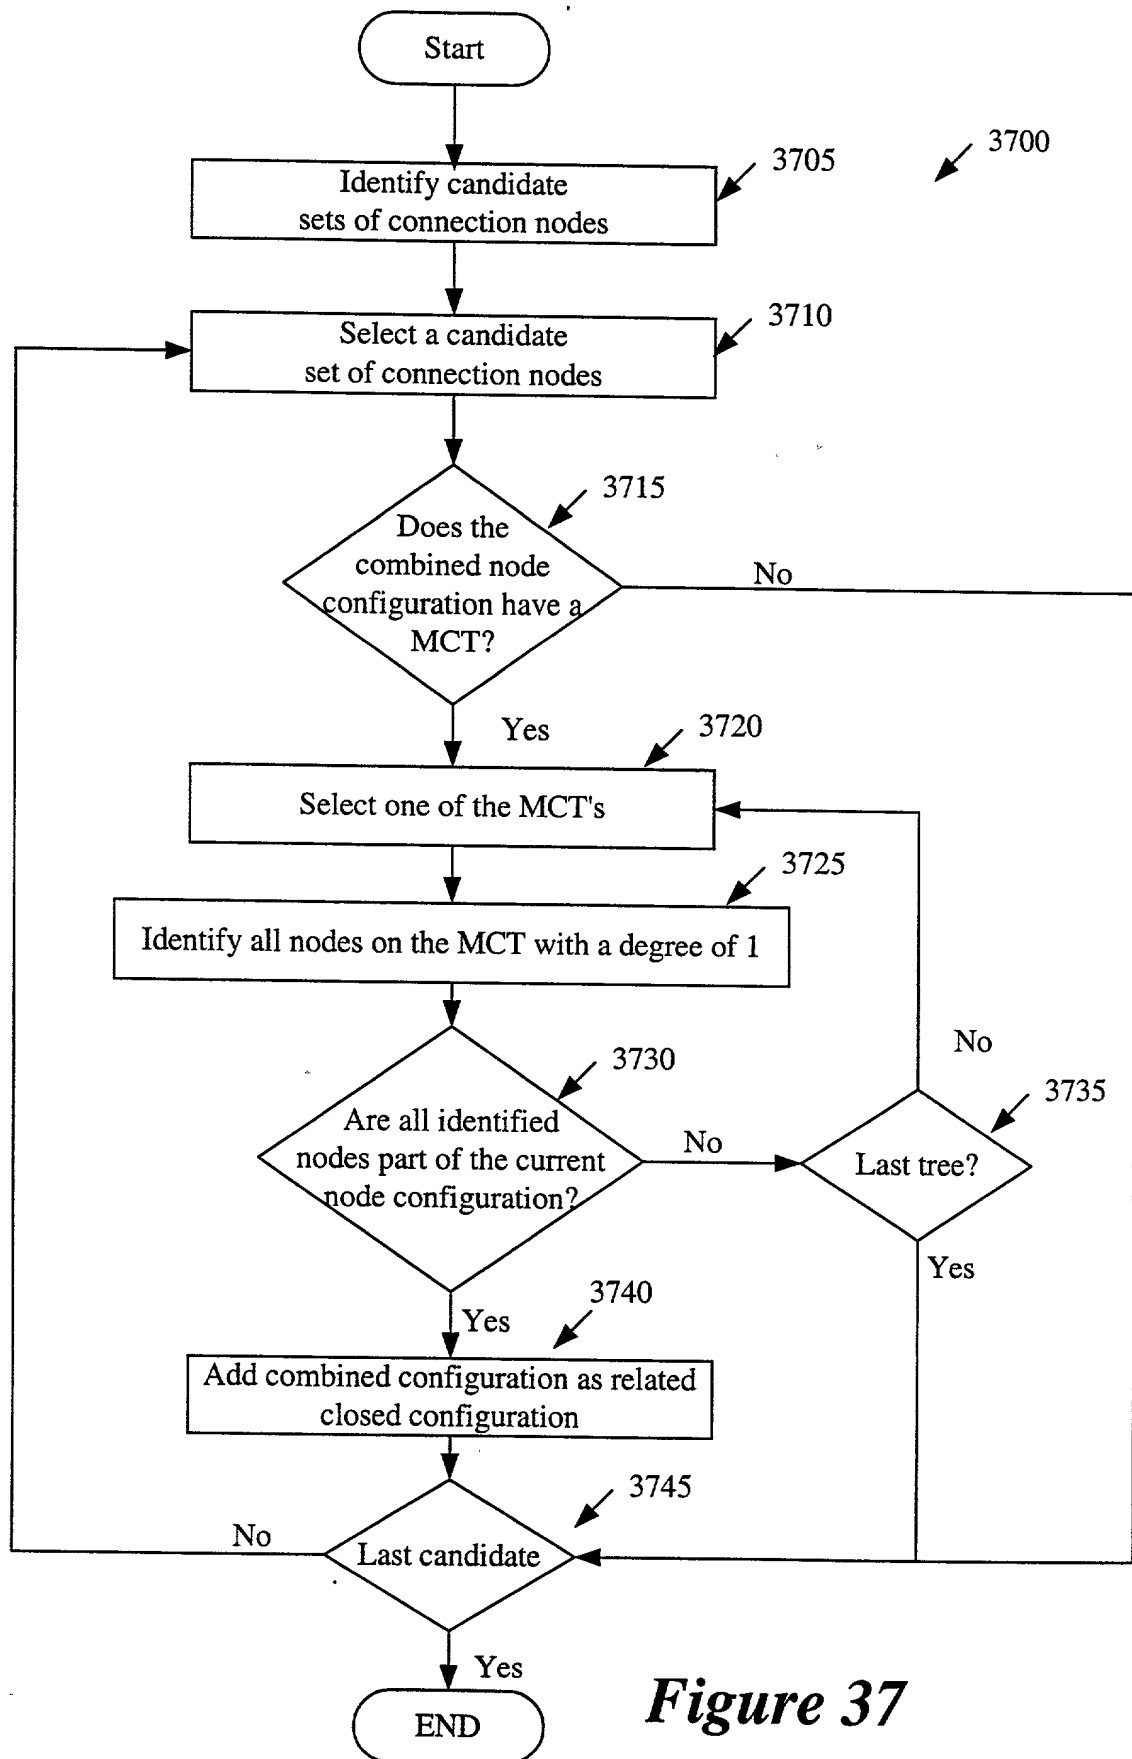 Start
3700
3705
Identify candidate
sets of connection nodes
3710
Select a candidate
set of connection nodes
3715
Does the
combined node
configuration have a
MCT?
No
Yes
3720
Select one of the MCT's
3725
Identify all nodes on the MCT with a degree of 1
No
3730
3735
Are all identified
nodes part of the current
node configuration?
No
Last tree?
Yes
3740
Yes
Add combined configuration as related
closed configuration
3745
No
Last candidate
Yes
END
Figure 37